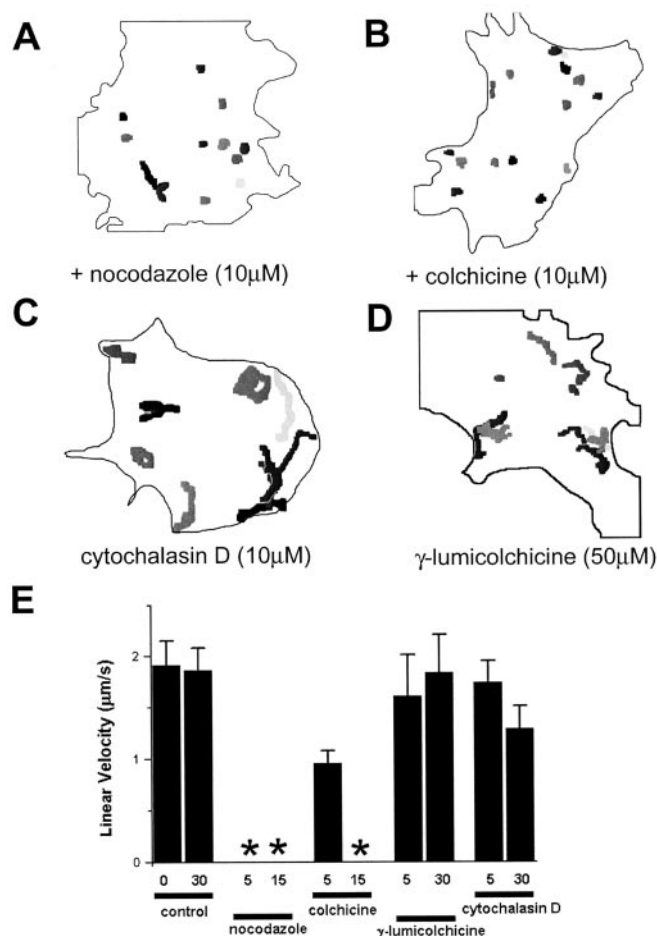 A
B
+ nocodazole (10μM)
+ colchicine (10μM)
C
D
cytochalasin D (10μM)
γ-lumicolchicine (50μM)
E
Linear Velocity (μm/s)
2
1
0
* * *
0 30 5 15 5 15 5 30 5 30
control
nocodazole
colchicine
γ-lumicolchicine
cytochalasin D